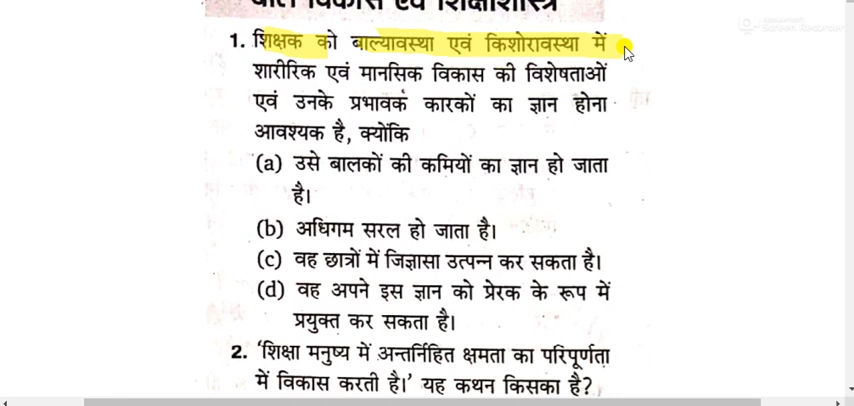 बाल विकास एवं शिक्षाशास्त्र
1. शिक्षक को बाल्यावस्था एवं किशोरावस्था में
शारीरिक एवं मानसिक विकास की विशेषताओं
एवं उनके प्रभावक कारकों का ज्ञान होना
आवश्यक है, क्योंकि
(a) उसे बालकों की कमियों का ज्ञान हो जाता
है।
(b) अधिगम सरल हो जाता है।
(c) वह छात्रों में जिज्ञासा उत्पन्न कर सकता है।
(d) वह अपने इस ज्ञान को प्रेरक के रूप में
प्रयुक्त कर सकता है।
2. 'शिक्षा मनुष्य में अन्तर्निहित क्षमता का परिपूर्णता
में विकास करती है।' यह कथन किसका है?